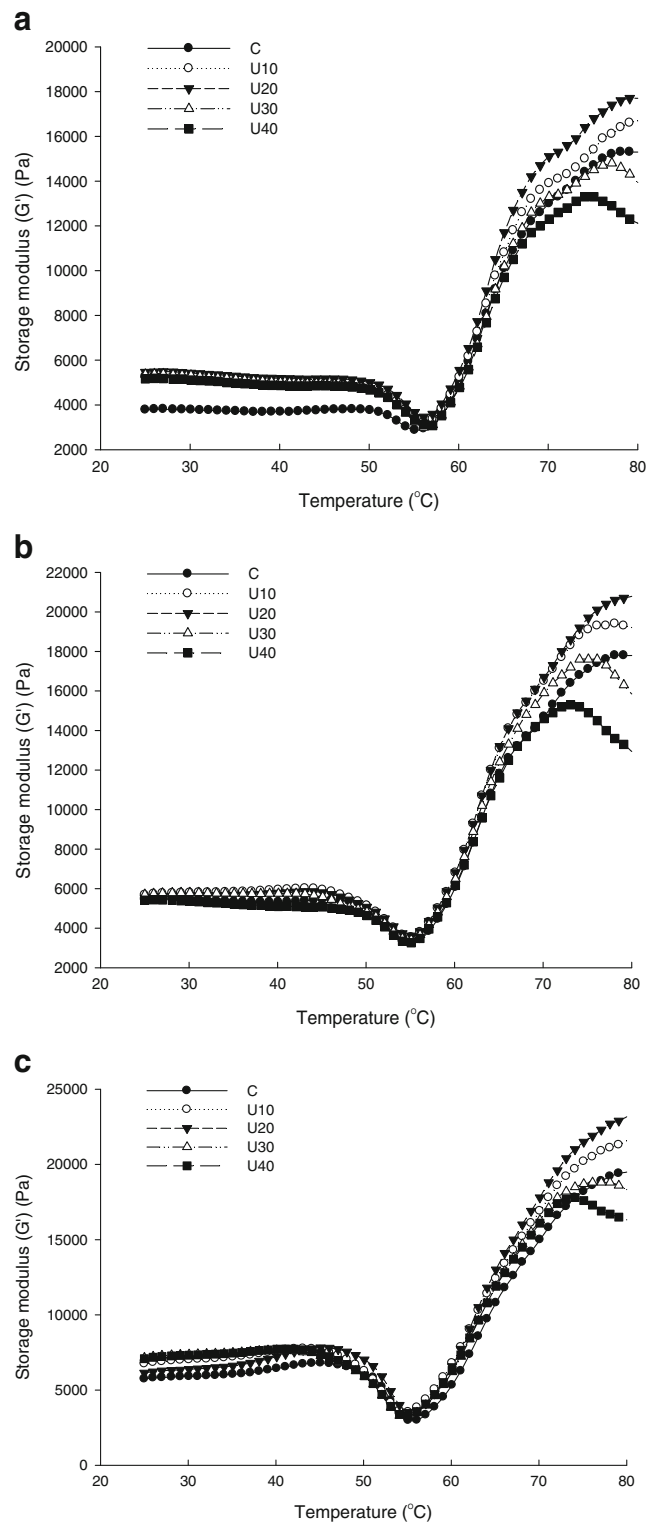 a
20000
18000
16000
14000
12000
10000
8000
6000
4000
2000
Storage modulus (G') (Pa)
C
U10
U20
U30
U40
20 30 40 50 60 70 80
Temperature (°C)
b
22000
20000
18000
16000
14000
12000
10000
8000
6000
4000
2000
Storage modulus (G') (Pa)
C
U10
U20
U30
U40
20 30 40 50 60 70 80
Temperature (°C)
c
25000
20000
15000
10000
5000
0
Storage modulus (G') (Pa)
C
U10
U20
U30
U40
20 30 40 50 60 70 80
Temperature (°C)